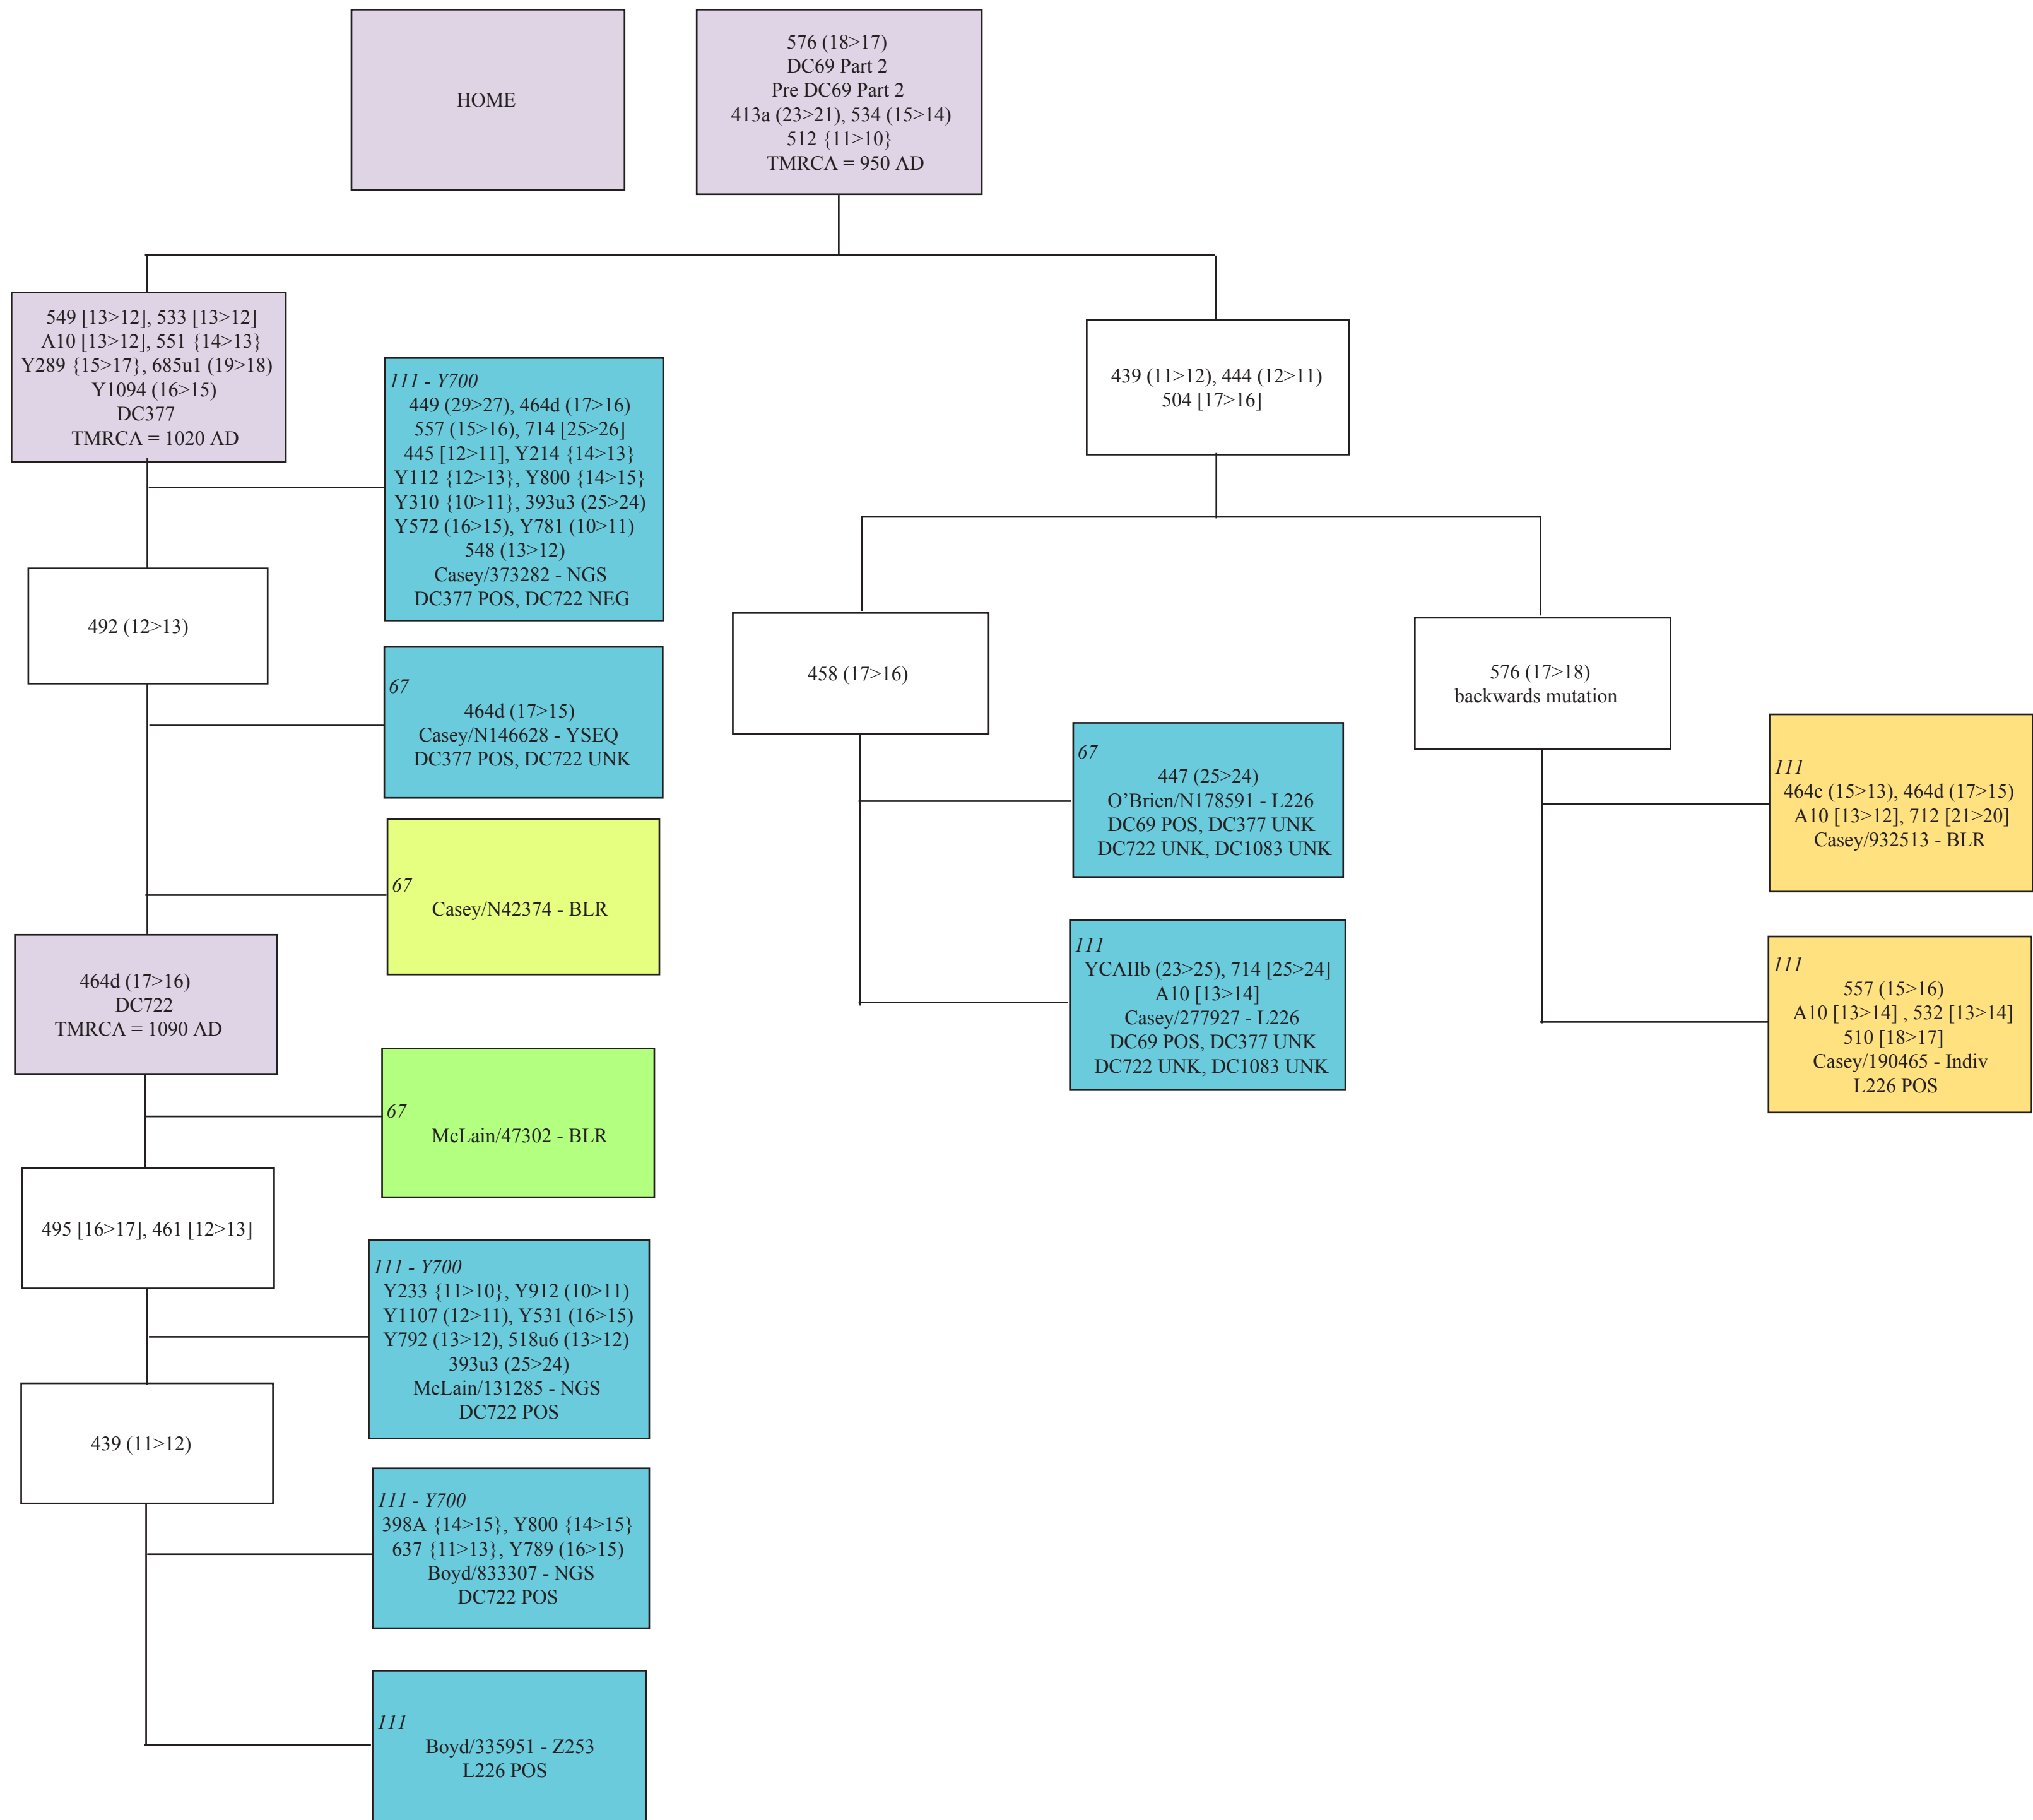 HOME
576 (18>17)
DC69 Part 2
Pre DC69 Part 2
413a (23>21), 534 (15>14)
512 {11>10}
TMRCA = 950 AD
549 [13>12], 533 [13>12]
A10 [13>12], 551 {14>13}
Y289 {15>17}, 685u1 (19>18)
Y1094 (16>15)
DC377
TMRCA = 1020 AD
111 - Y700
449 (29>27), 464d (17>16)
557 (15>16), 714 [25>26]
445 [12>11], Y214 {14>13}
Y112 {12>13}, Y800 {14>15}
Y310 {10>11}, 393u3 (25>24)
Y572 (16>15), Y781 (10>11)
548 (13>12)
Casey/373282 - NGS
DC377 POS, DC722 NEG
492 (12>13)
67
464d (17>15)
Casey/N146628 - YSEQ
DC377 POS, DC722 UNK
67
Casey/N42374 - BLR
464d (17>16)
DC722
TMRCA = 1090 AD
67
McLain/47302 - BLR
495 [16>17], 461 [12>13]
111 - Y700
Y233 {11>10}, Y912 (10>11)
Y1107 (12>11), Y531 (16>15)
Y792 (13>12), 518u6 (13>12)
393u3 (25>24)
McLain/131285 - NGS
DC722 POS
439 (11>12)
111 - Y700
398A {14>15}, Y800 {14>15}
637 {11>13}, Y789 (16>15)
Boyd/833307 - NGS
DC722 POS
111
Boyd/335951 - Z253
L226 POS
439 (11>12), 444 (12>11)
504 [17>16]
458 (17>16)
67
447 (25>24)
O’Brien/N178591 - L226
DC69 POS, DC377 UNK
DC722 UNK, DC1083 UNK
111
YCAIIb (23>25), 714 [25>24]
A10 [13>14]
Casey/277927 - L226
DC69 POS, DC377 UNK
DC722 UNK, DC1083 UNK
576 (17>18)
backwards mutation
111
464c (15>13), 464d (17>15)
A10 [13>12], 712 [21>20]
Casey/932513 - BLR
111
557 (15>16)
A10 [13>14] , 532 [13>14]
510 [18>17]
Casey/190465 - Indiv
L226 POS